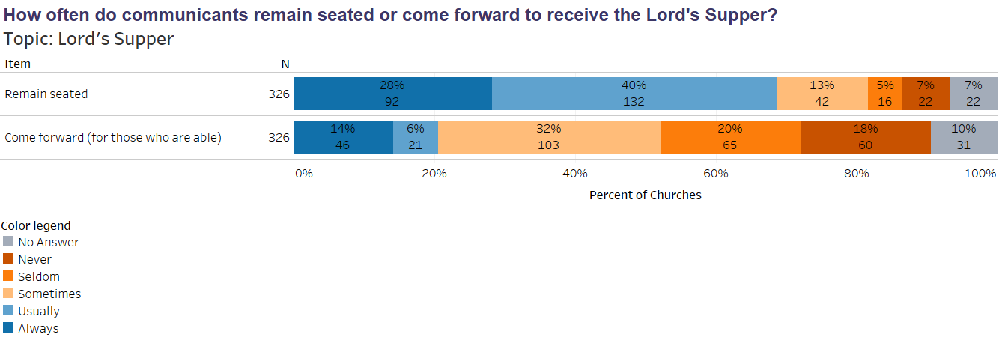 How often do communicants remain seated or come forward to receive the Lord's Supper?
Topic: Lord's Supper
Item N
Remain seated 326 28% 40% 13% 5% 7% 7%
92 132 42 16 22 22
Come forward (for those who are able) 326 14% 6% 32% 20% 18% 10%
46 21 103 65 60 31
0% 20% 40% 60% 80% 100%
Percent of Churches
Color legend
No Answer
Never
Seldom
Sometimes
Usually
Always